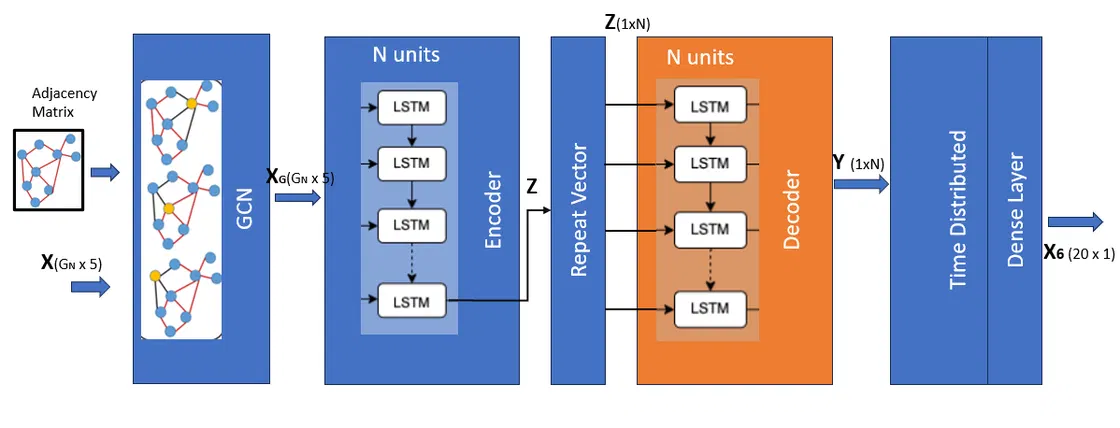 Adjacency
Matrix
X(GN x 5)
GCN
XG(GN x 5)
N units
LSTM
LSTM
LSTM
LSTM
Encoder
Z
Repeat Vector
Z(1xN)
N units
LSTM
LSTM
LSTM
LSTM
Decoder
Y (1xN)
Time Distributed
Dense Layer
X6 (20 x 1)